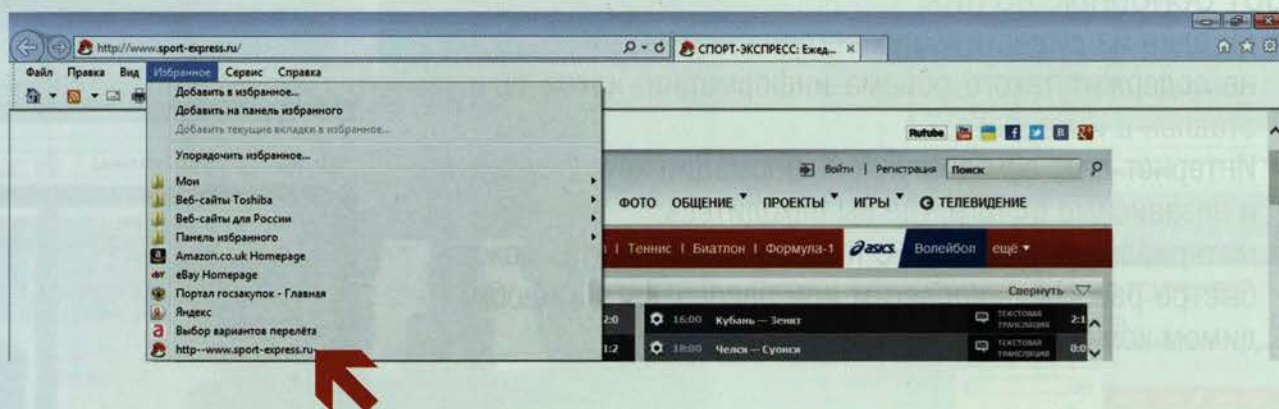 http://www.sport-express.ru/
СПОРТ-ЭКСПРЕСС: Ежед...
Файл Правка Вид Избранное Сервис Справка
Добавить в избранное...
Добавить на панель избранного
Добавить текущие вкладки в избранное...
Упорядочить избранное...
Мои
Веб-сайты Toshiba
Веб-сайты для России
Панель избранного
Amazon.co.uk Homepage
eBay Homepage
Портал госзакупок - Главная
Яндекс
Выбор вариантов перелёта
http--www.sport-express.ru-
Rutube
Войти | Регистрация Поиск
ФОТО ОБЩЕНИЕ ПРОЕКТЫ ИГРЫ ТЕЛЕВИДЕНИЕ
| Теннис | Биатлон | Формула-1 asics Волейбол ещё
Свернуть
2:0 16:00 Кубань — Зенит ТЕКСТОВАЯ ТРАНСЛЯЦИЯ 2:1
1:2 18:00 Челси — Суонси ТЕКСТОВАЯ ТРАНСЛЯЦИЯ 0:0